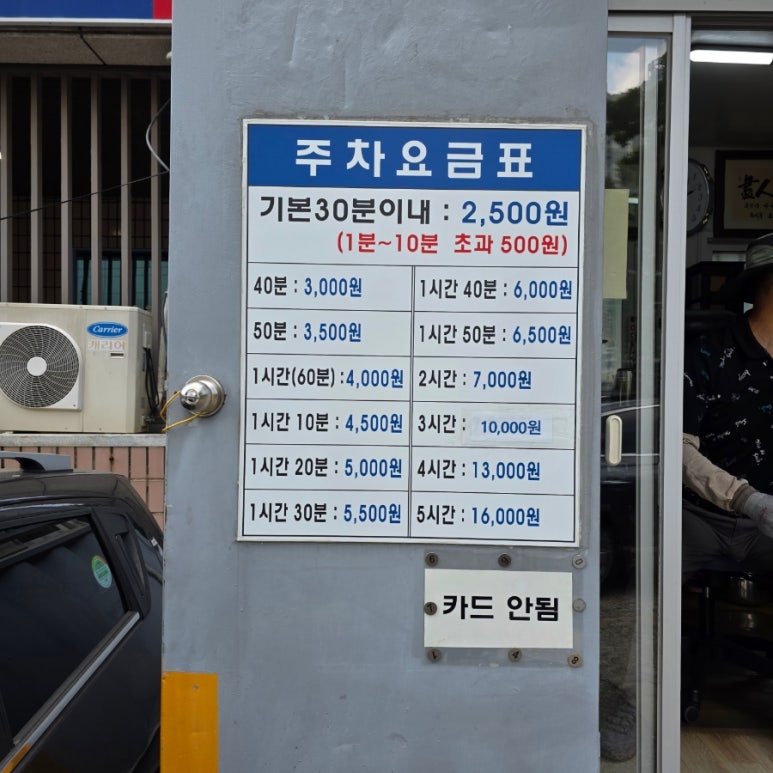 주차요금표
기본30분이내 : 2,500원
(1분~10분 초과 500원)
40분 : 3,000원
50분 : 3,500원
1시간(60분) : 4,000원
1시간 10분 : 4,500원
1시간 20분 : 5,000원
1시간 30분 : 5,500원
1시간 40분 : 6,000원
1시간 50분 : 6,500원
2시간 : 7,000원
3시간 : 10,000원
4시간 : 13,000원
5시간 : 16,000원
카드 안됨
Carrier
캐리어